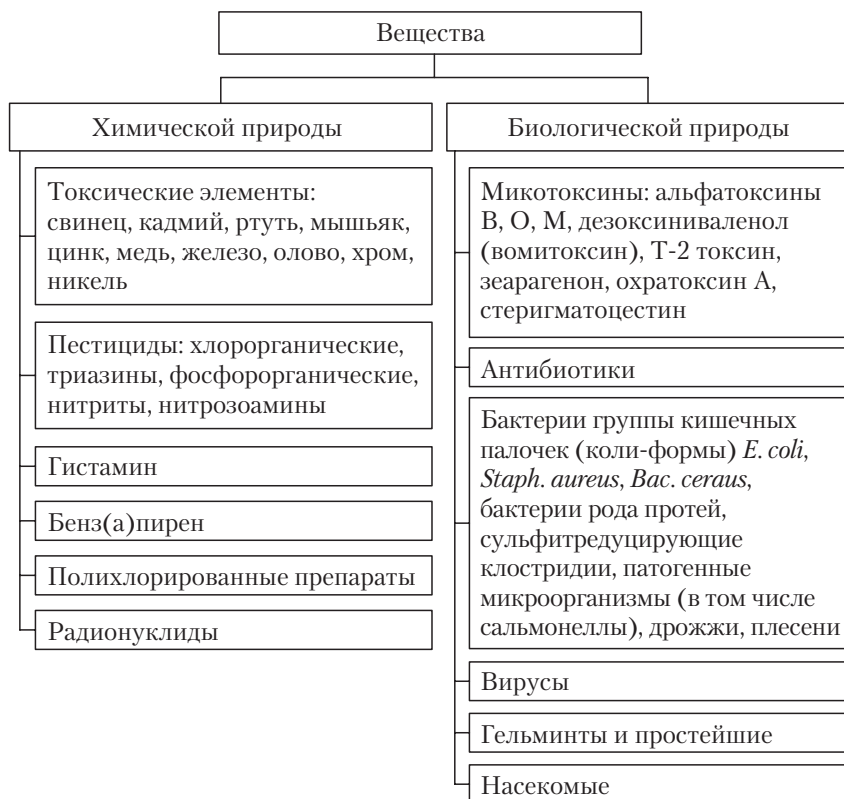 Вещества
Химической природы
Токсические элементы:
свинец, кадмий, ртуть, мышьяк,
цинк, медь, железо, олово, хром,
никель
Пестициды: хлорорганические,
триазины, фосфорорганические,
нитриты, нитрозоамины
Гистамин
Бенз(а)пирен
Полихлорированные препараты
Радионуклиды
Биологической природы
Микотоксины: альфатоксины
В, О, М, дезоксиниваленол
(вомитоксин), Т-2 токсин,
зеарагенон, охратоксин А,
стеригматоцестин
Антибиотики
Бактерии группы кишечных
палочек (коли-формы) E. coli,
Staph. aureus, Bac. ceraus,
бактерии рода протей,
сульфитредуцирующие
клостридии, патогенные
микроорганизмы (в том числе
сальмонеллы), дрожжи, плесени
Вирусы
Гельминты и простейшие
Насекомые